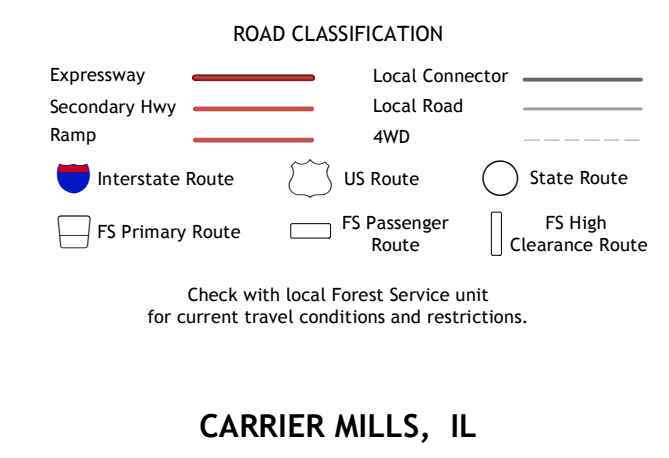 ROAD CLASSIFICATION
Expressway
Local Connector
Secondary Hwy
Local Road
Ramp
4WD
Interstate Route
US Route
State Route
FS Primary Route
FS Passenger
Route
FS High
Clearance Route
Check with local Forest Service unit
for current travel conditions and restrictions.
CARRIER MILLS, IL